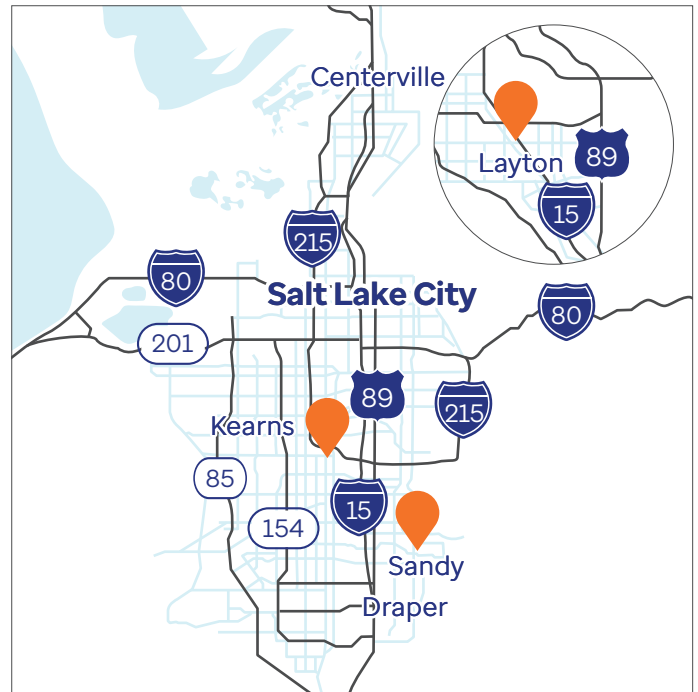 Centerville
Layton
89
15
215
80
Salt Lake City
80
201
89
215
Kearns
85
15
154
Sandy
Draper